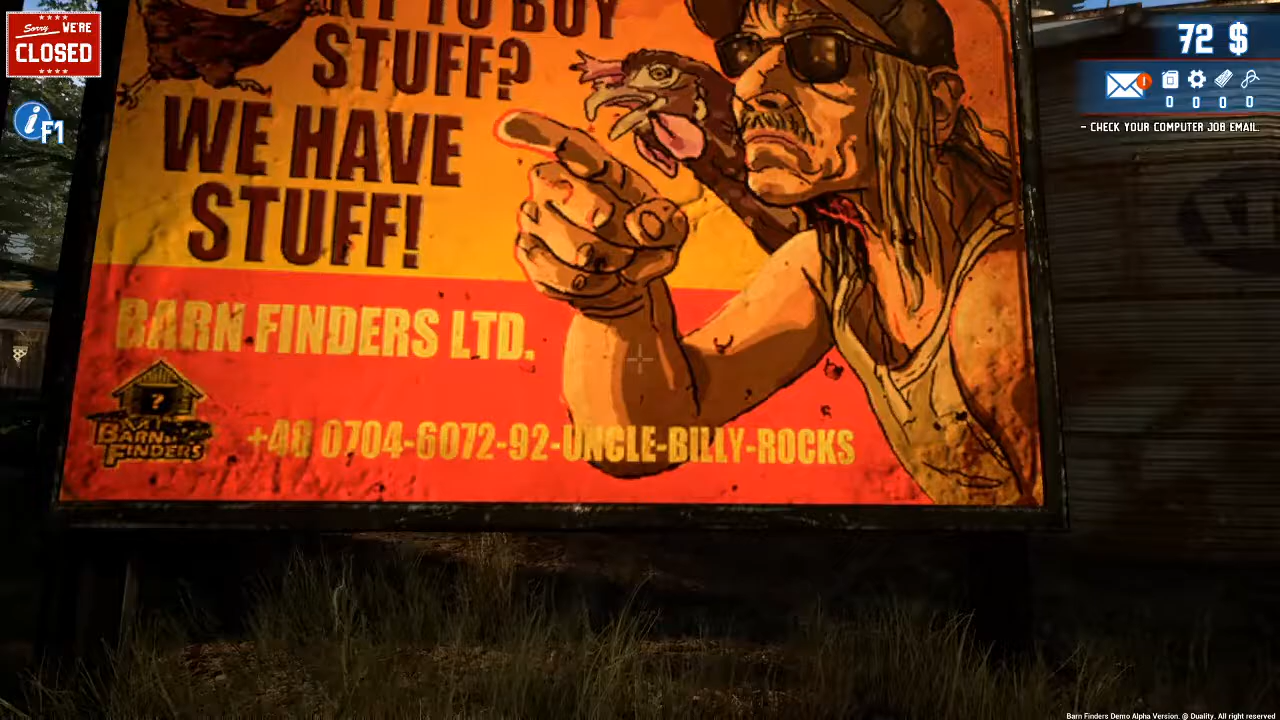 Sorry WE'RE
CLOSED
F1
72 $
0 0 0 0
- CHECK YOUR COMPUTER JOB EMAIL.
TO BUY
STUFF?
WE HAVE
STUFF!
BARN FINDERS LTD.
?
BARN
FINDERS
+48 0704-6072-92-UNCLE-BILLY-ROCKS
Barn Finders Demo Alpha Version. @ Duality. All right reserved